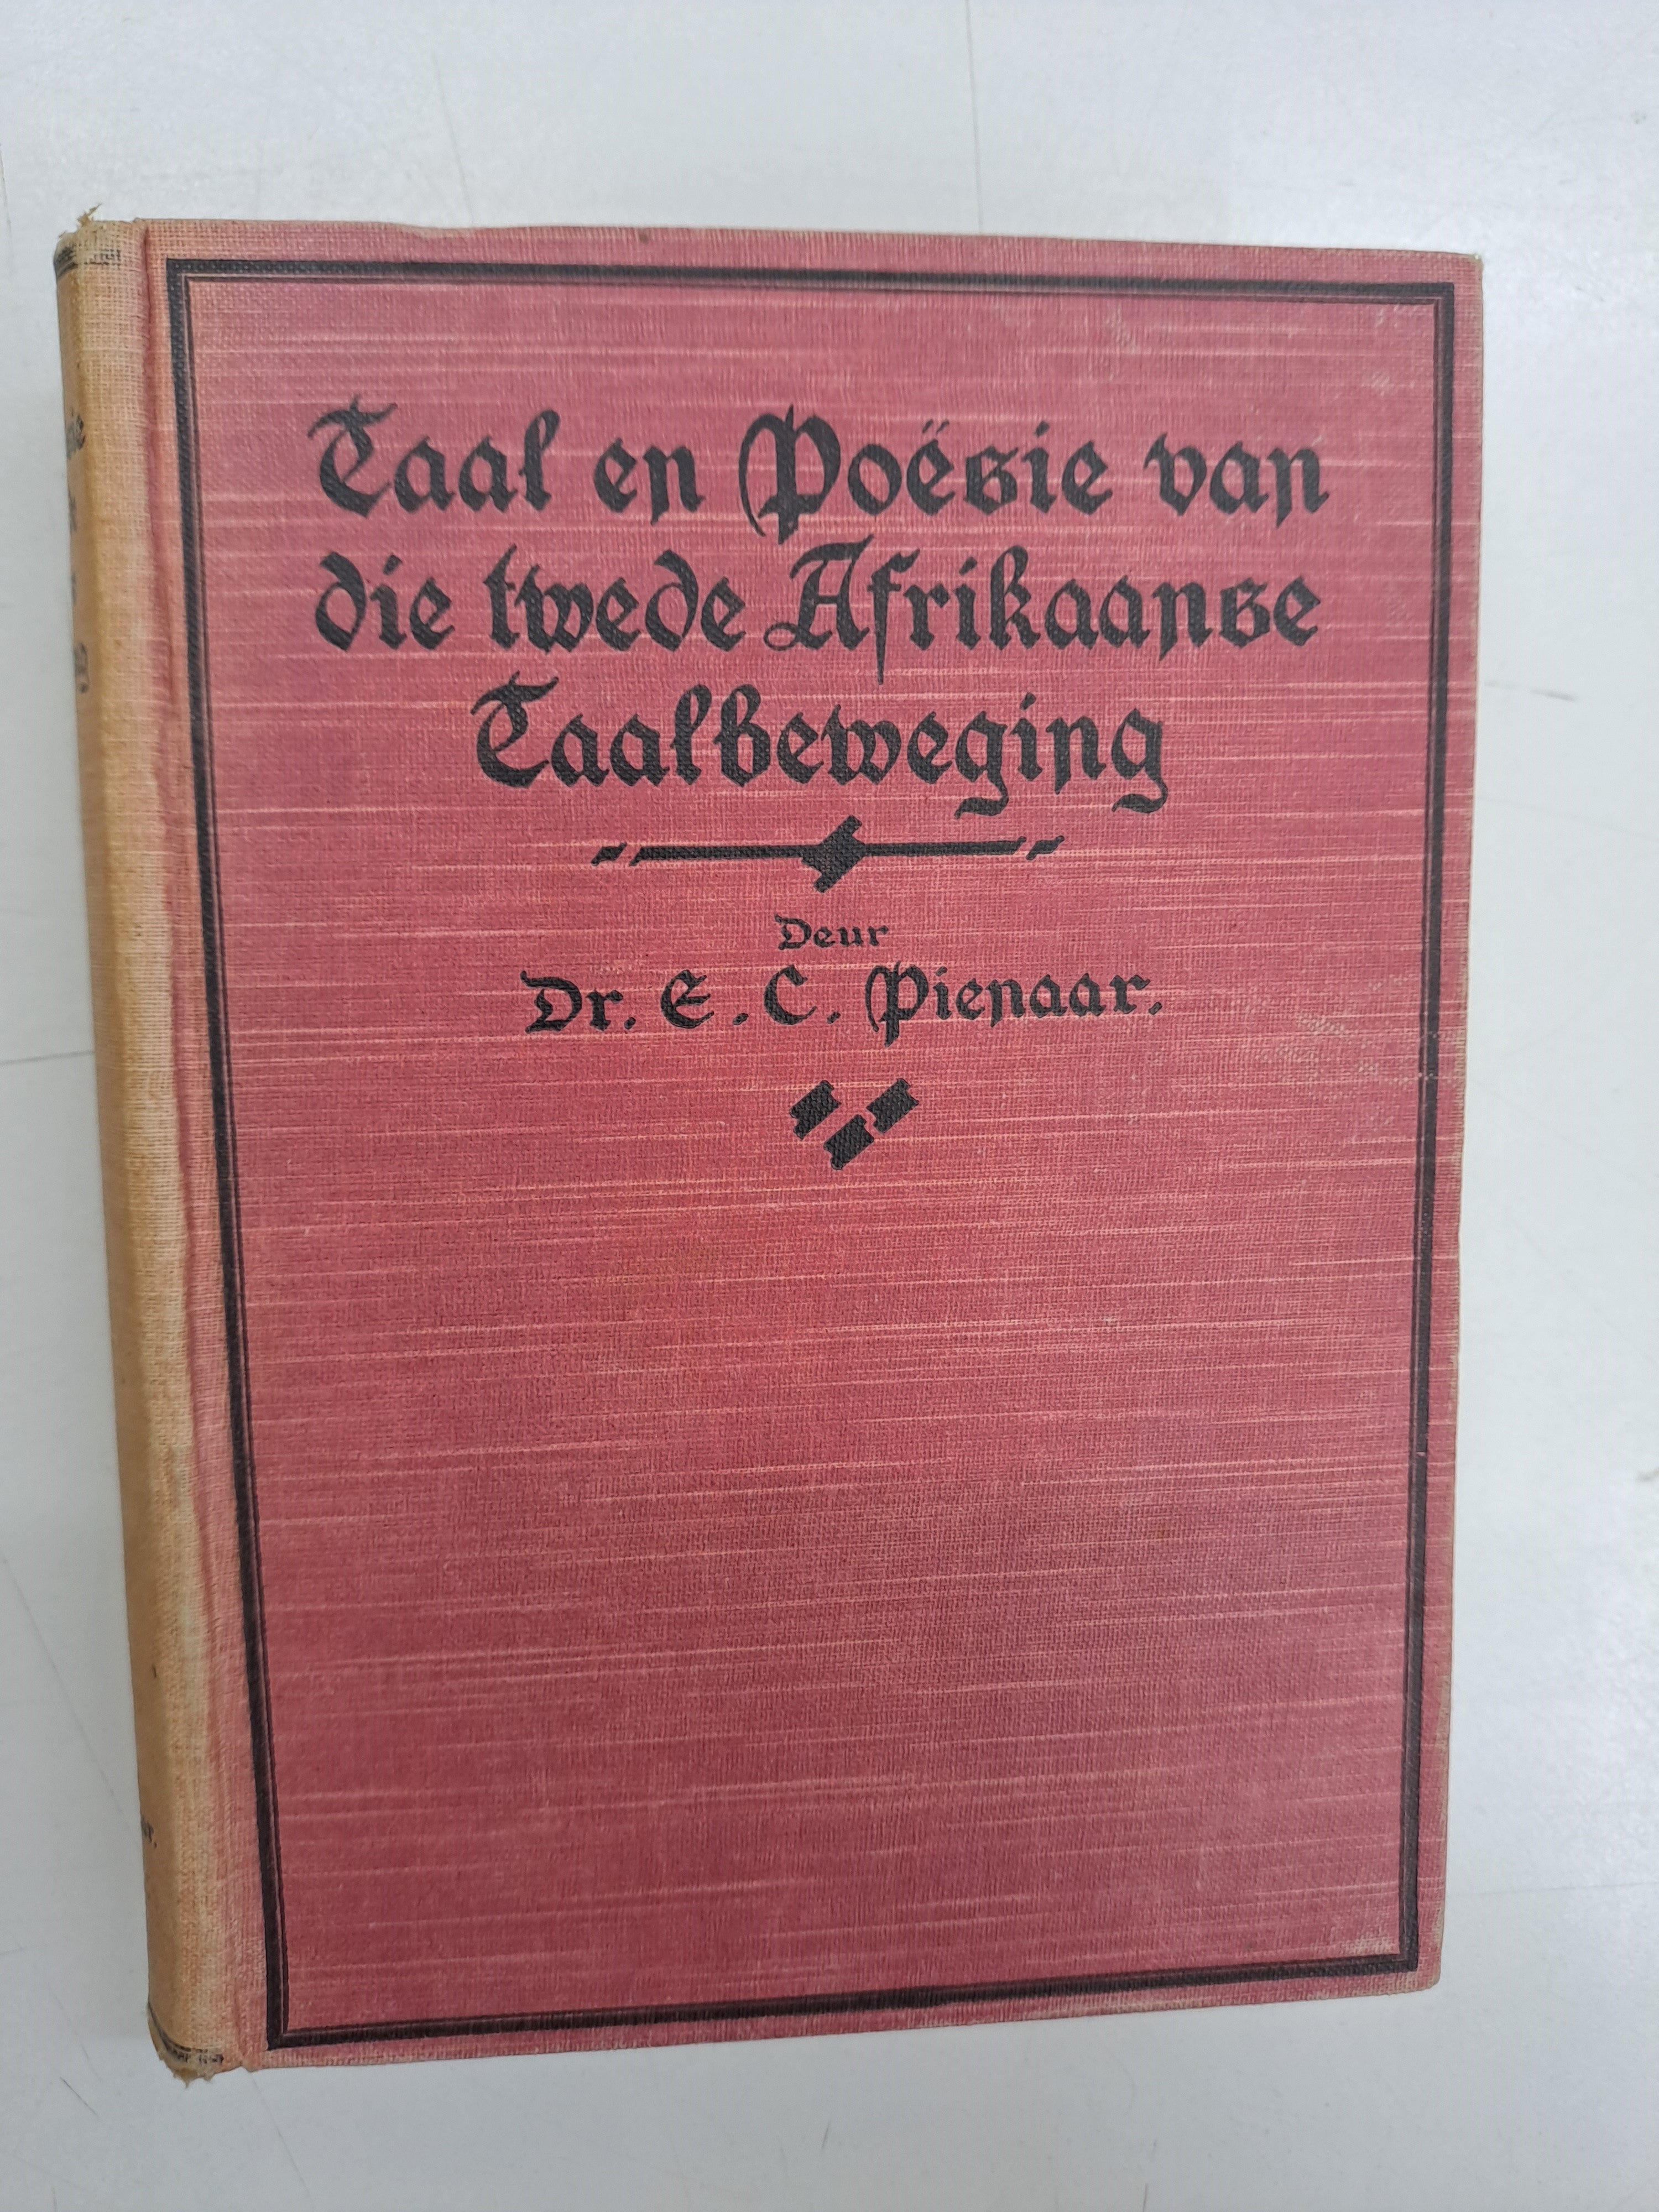 Taal en Poësie van
die twede Afrikaanse
Taalbeweging
Deur
Dr. E. C. Pienaar.